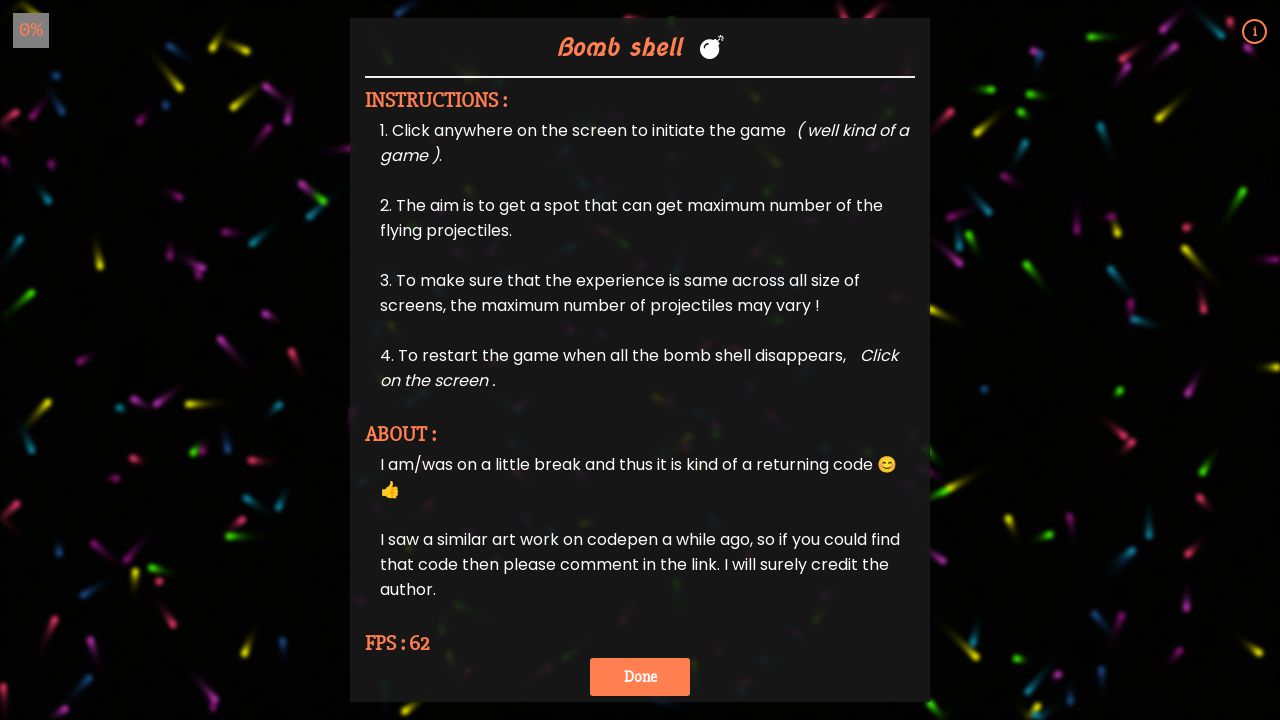 0%
i
Bomb shell 💣
INSTRUCTIONS :
1. Click anywhere on the screen to initiate the game ( well kind of a
game ).
2. The aim is to get a spot that can get maximum number of the
flying projectiles.
3. To make sure that the experience is same across all size of
screens, the maximum number of projectiles may vary !
4. To restart the game when all the bomb shell disappears, Click
on the screen .
ABOUT :
I am/was on a little break and thus it is kind of a returning code 😊
👍
I saw a similar art work on codepen a while ago, so if you could find
that code then please comment in the link. I will surely credit the
author.
FPS : 62
Done